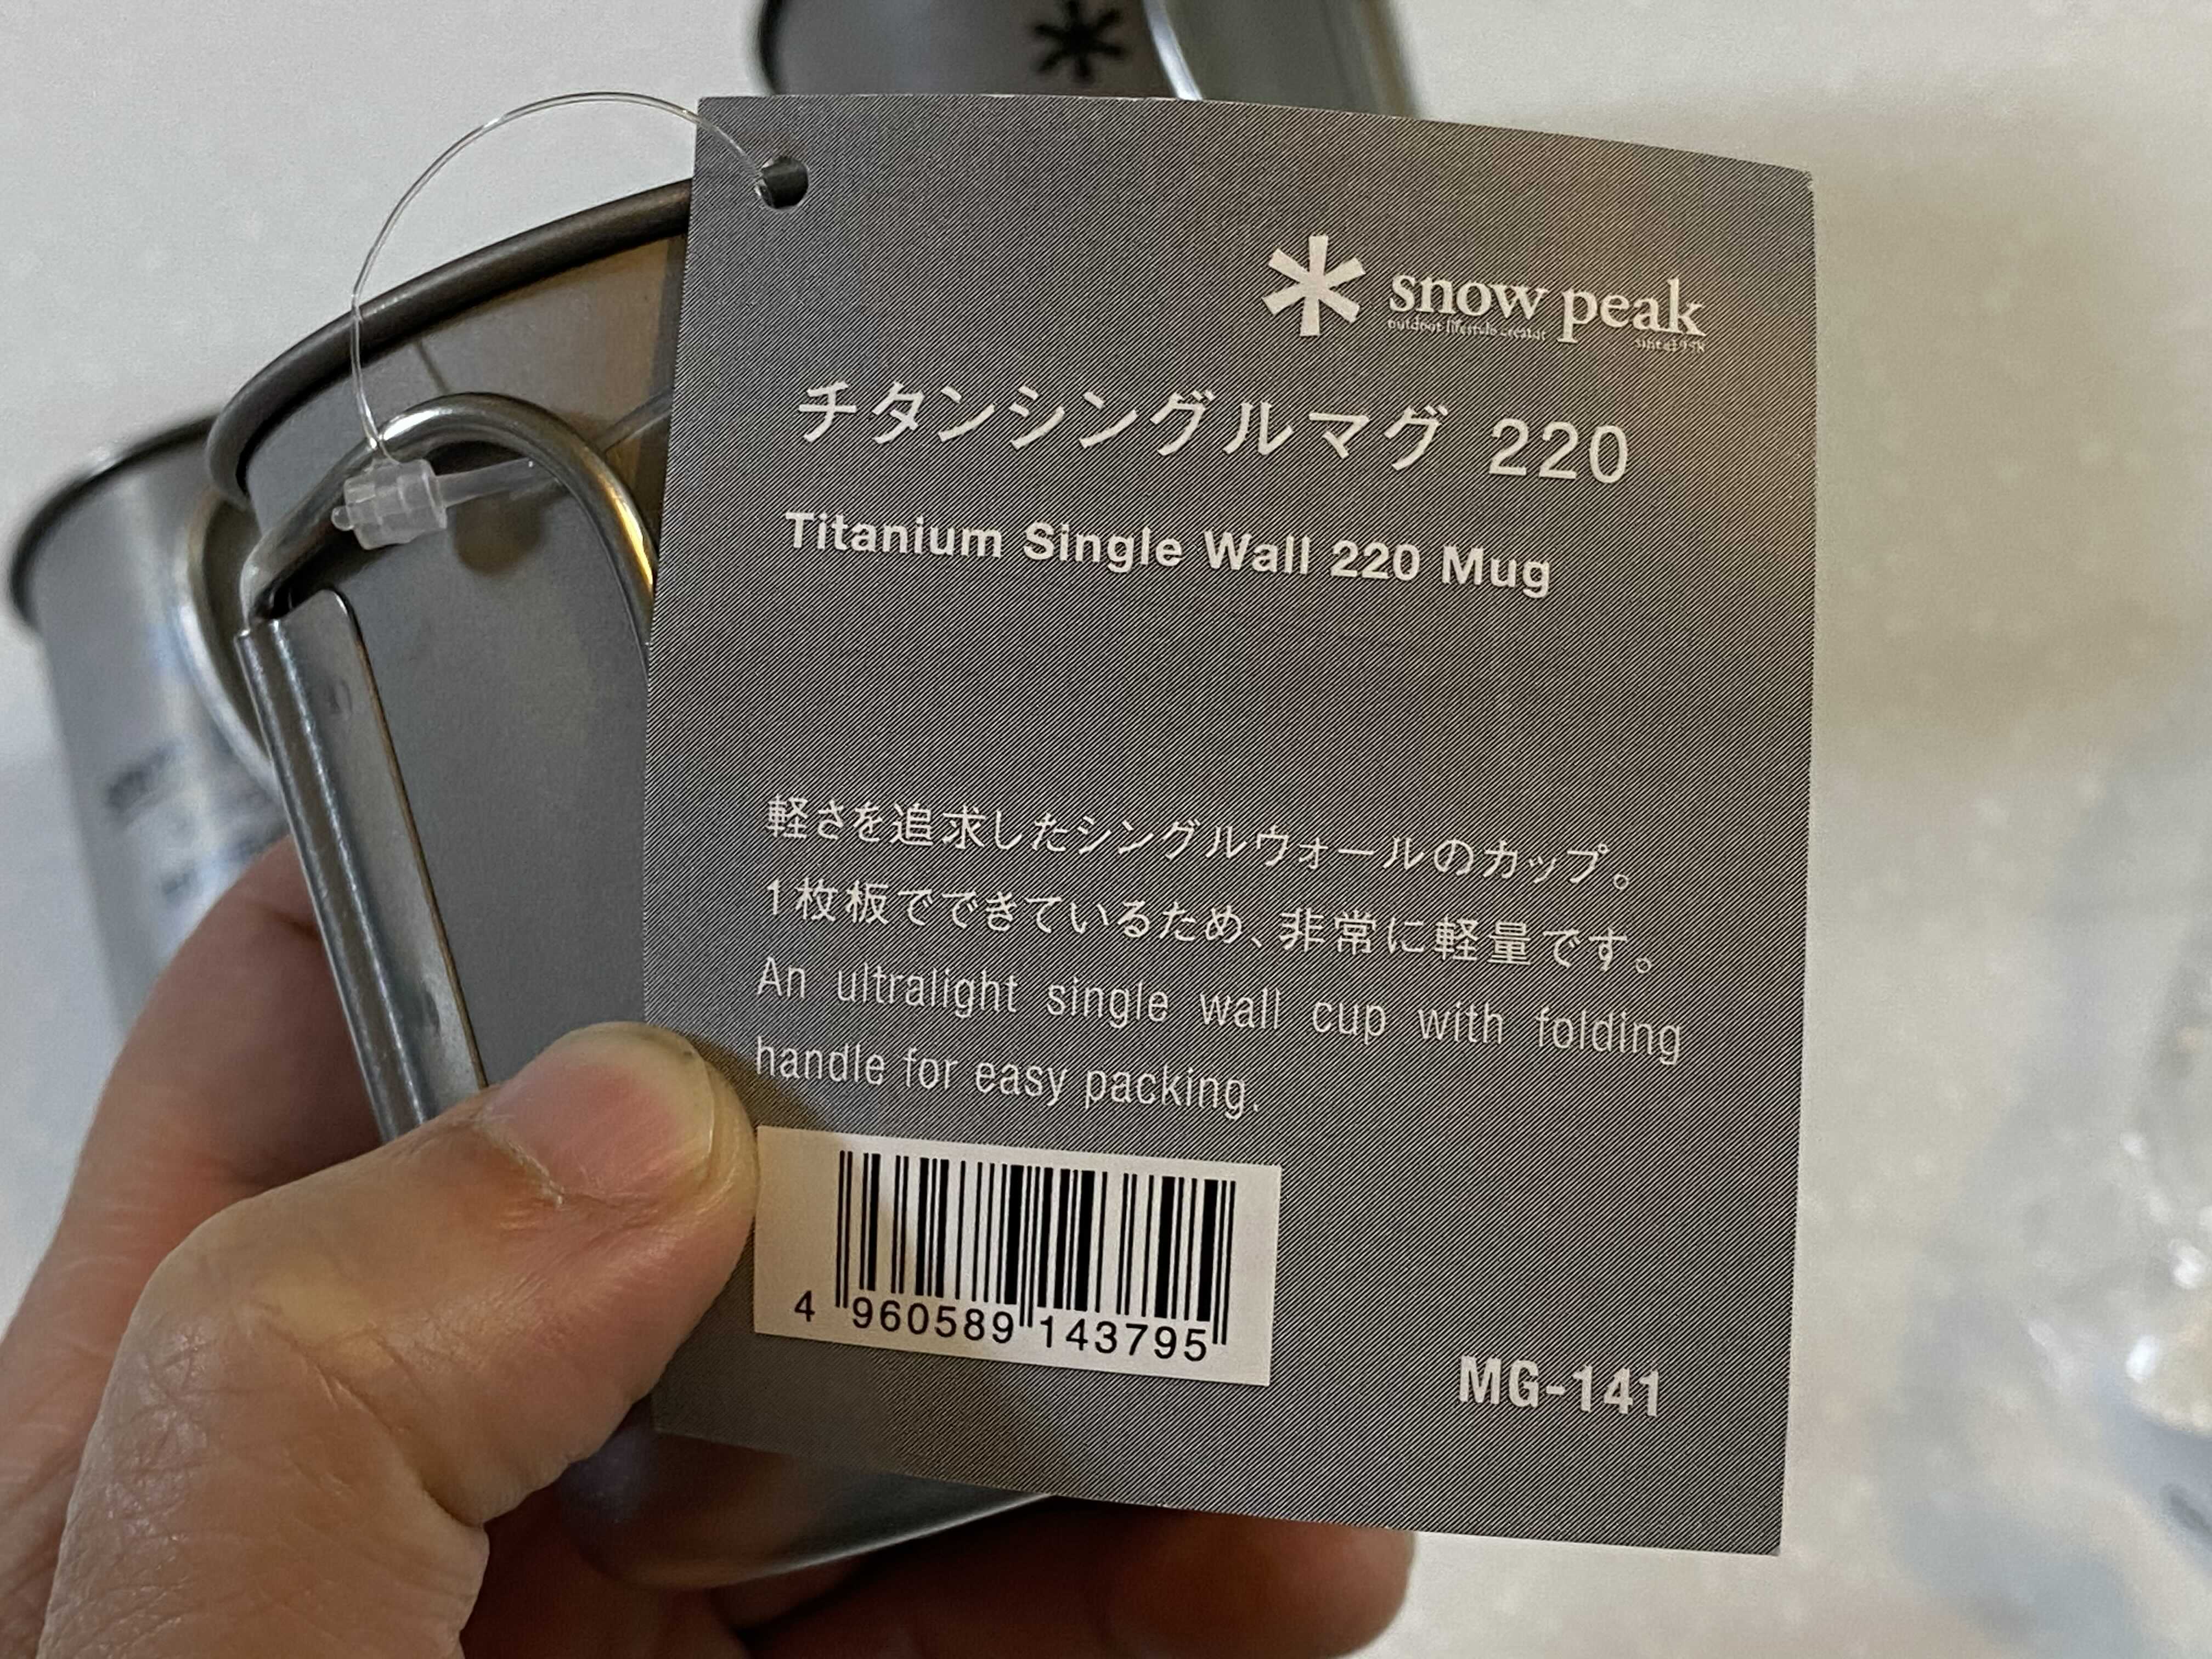 snow peak
outdoor lifestyle creator
チタンシングルマグ 220
Titanium Single Wall 220 Mug
軽さを追求したシングルウォールのカップ。
1枚板でできているため、非常に軽量です。
An ultralight single wall cup with folding
handle for easy packing.
4 960589 143795
MG-141